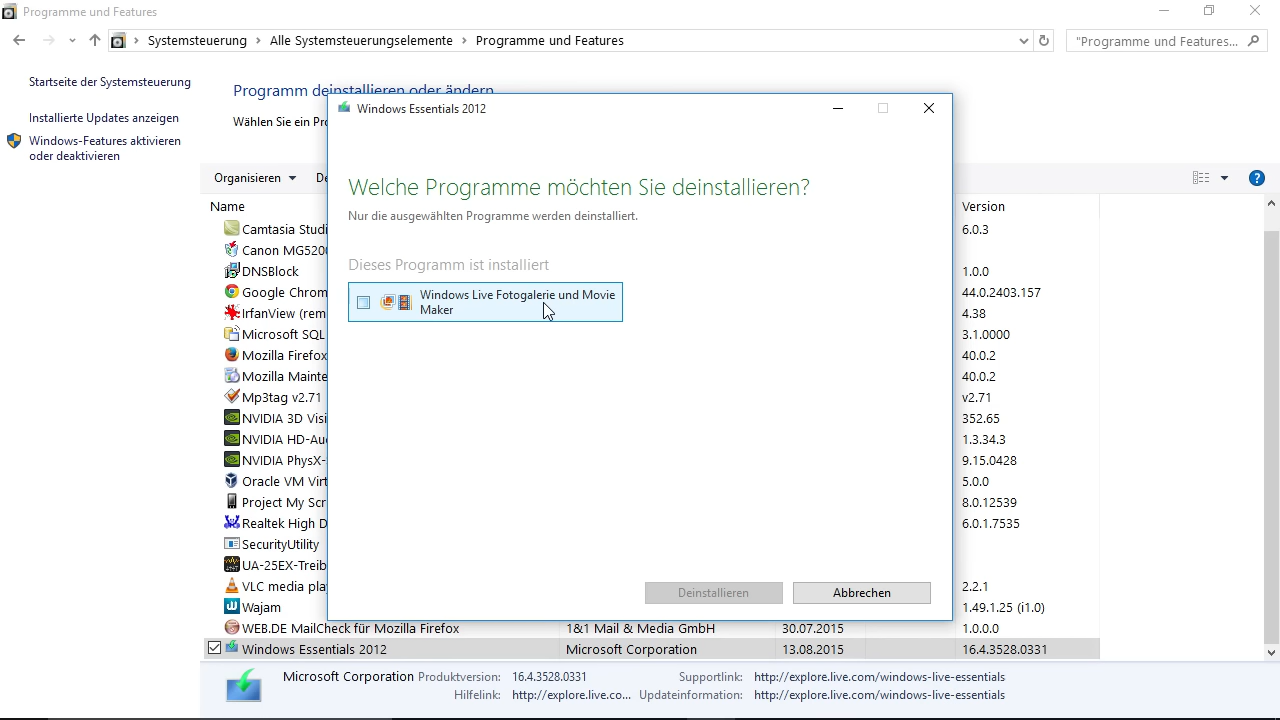 Programme und Features
Systemsteuerung > Alle Systemsteuerungselemente > Programme und Features
"Programme und Features...
Startseite der Systemsteuerung
Installierte Updates anzeigen
Windows-Features aktivieren
oder deaktivieren
Programm deinstallieren oder ändern
Wählen Sie ein Pro
Organisieren
De
Windows Essentials 2012
Welche Programme möchten Sie deinstallieren?
Nur die ausgewählten Programme werden deinstalliert.
Dieses Programm ist installiert
Windows Live Fotogalerie und Movie
Maker
Deinstallieren Abbrechen
Name Version
Camtasia Studi 6.0.3
Canon MG5200
DNSBlock 1.0.0
Google Chrom 44.0.2403.157
IrfanView (rem 4.38
Microsoft SQL 3.1.0000
Mozilla Firefox 40.0.2
Mozilla Mainte 40.0.2
Mp3tag v2.71 v2.71
NVIDIA 3D Visi 352.65
NVIDIA HD-Au 1.3.34.3
NVIDIA PhysX- 9.15.0428
Oracle VM Virt 5.0.0
Project My Scr 8.0.12539
Realtek High D 6.0.1.7535
SecurityUtility
UA-25EX-Treib
VLC media pla 2.2.1
Wajam 1.49.1.25 (i1.0)
WEB.DE MailCheck für Mozilla Firefox 1&1 Mail & Media GmbH 30.07.2015 1.0.0.0
Windows Essentials 2012 Microsoft Corporation 13.08.2015 16.4.3528.0331
Microsoft Corporation Produktversion: 16.4.3528.0331 Supportlink: http://explore.live.com/windows-live-essentials
Hilfelink: http://explore.live.co... Updateinformation: http://explore.live.com/windows-live-essentials